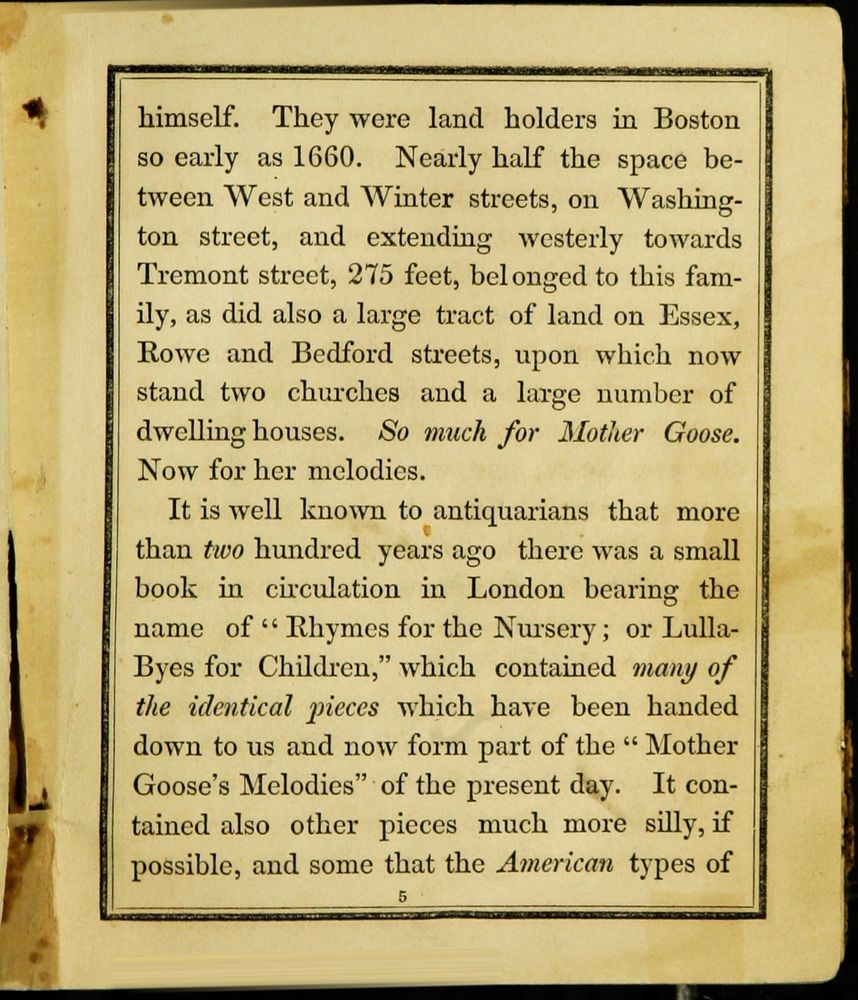 himself. They were land holders in Boston
so early as 1660. Nearly half the space be-
tween West and Winter streets, on Washing-
ton street, and extending westerly towards
Tremont street, 275 feet, belonged to this fam-
ily, as did also a large tract of land on Essex,
Rowe and Bedford streets, upon which now
stand two churches and a large number of
dwelling houses. So much for Mother Goose.
Now for her melodies.
It is well known to antiquarians that more
than two hundred years ago there was a small
book in circulation in London bearing the
name of “Rhymes for the Nursery; or Lulla-
Byes for Children,” which contained many of
the identical pieces which have been handed
down to us and now form part of the “Mother
Goose's Melodies” of the present day. It con-
tained also other pieces much more silly, if
possible, and some that the American types of
5